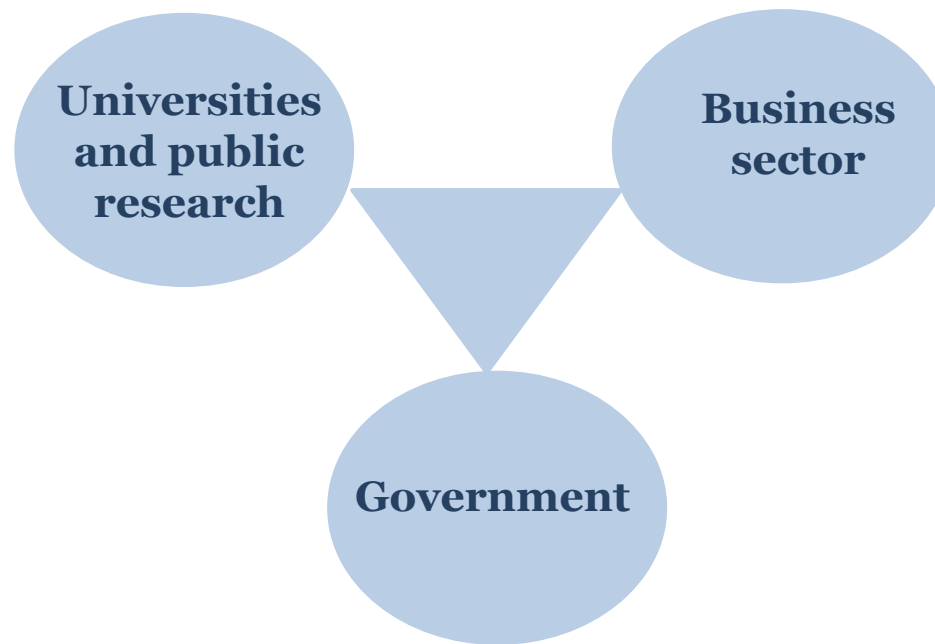 Universities
and public
research
Business
sector
Government